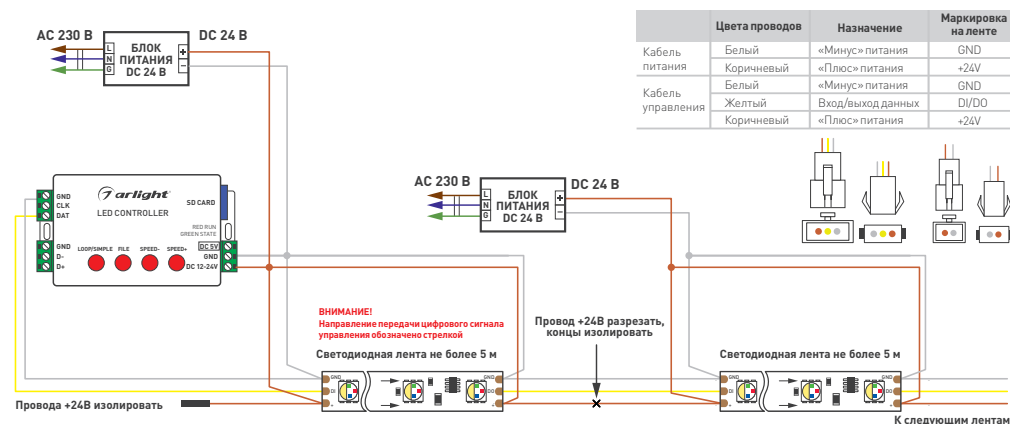 AC 230 В
DC 24 В
L
N
G
БЛОК
ПИТАНИЯ
DC 24 В
+
−
Цвета проводов
Назначение
Маркировка
на ленте
Кабель
питания
Белый
«Минус» питания
GND
Коричневый
«Плюс» питания
+24V
Кабель
управления
Белый
«Минус» питания
GND
Желтый
Вход/выход данных
DI/DO
Коричневый
«Плюс» питания
+24V
GND
CLK
DAT
arlight
LED CONTROLLER
SD CARD
RED RUN
GREEN STATE
GND
D-
D+
LOOP/SIMPLE
FILE
SPEED-
SPEED+
DC 5V
GND
DC 12-24V
AC 230 В
DC 24 В
L
N
G
БЛОК
ПИТАНИЯ
DC 24 В
+
−
ВНИМАНИЕ!
Направление передачи цифрового сигнала
управления обозначено стрелкой
Провод +24В разрезать,
концы изолировать
Светодиодная лента не более 5 м
Светодиодная лента не более 5 м
GND
DI
+
GND
DO
+
GND
DI
+
GND
DO
+
Провода +24В изолировать
К следующим лентам